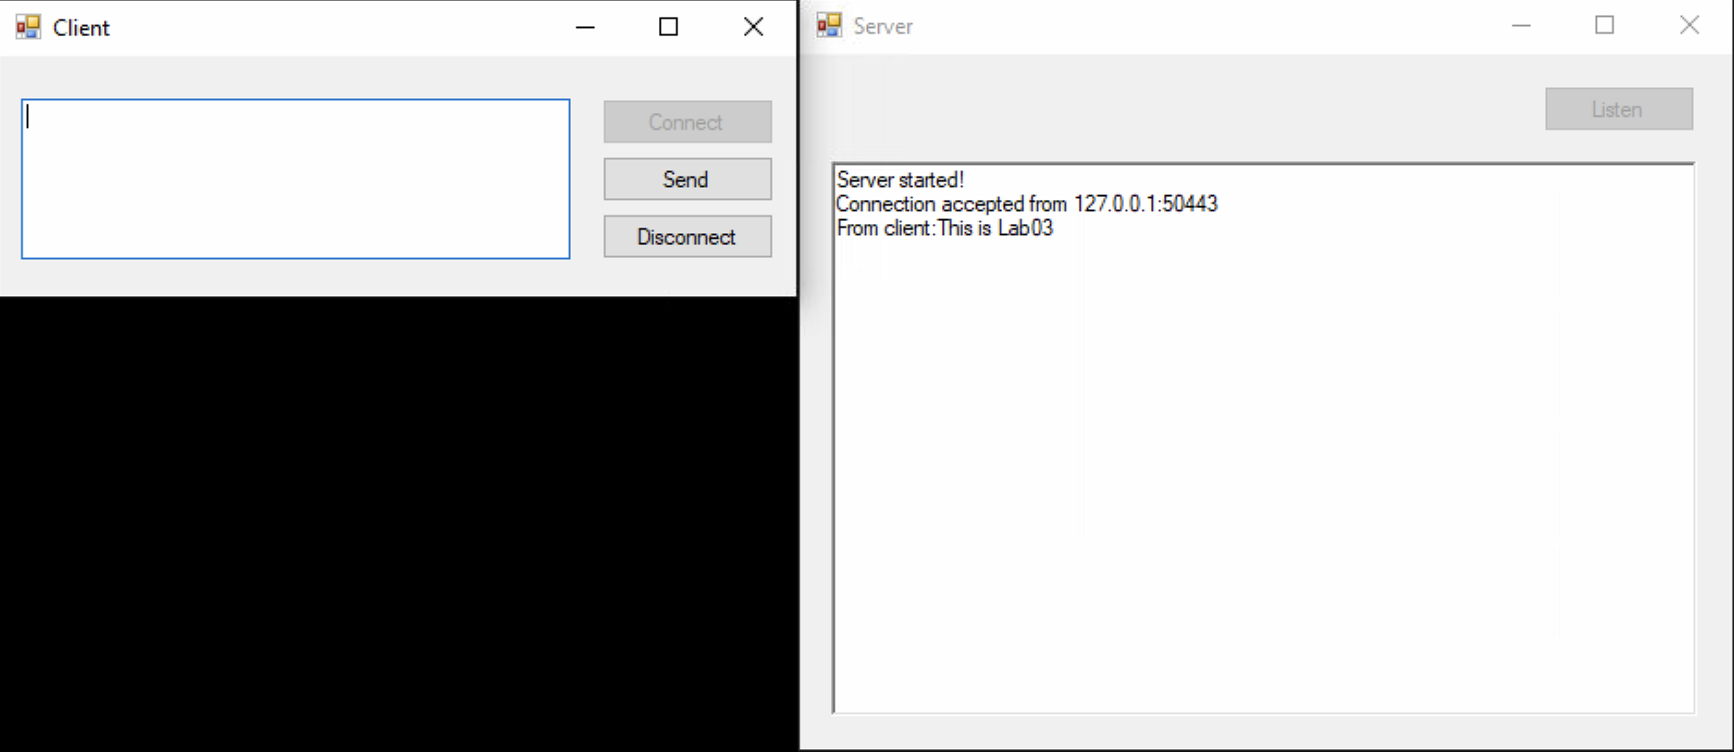 Client
Connect
Send
Disconnect
Server
Listen
Server started!
Connection accepted from 127.0.0.1:50443
From client:This is Lab03